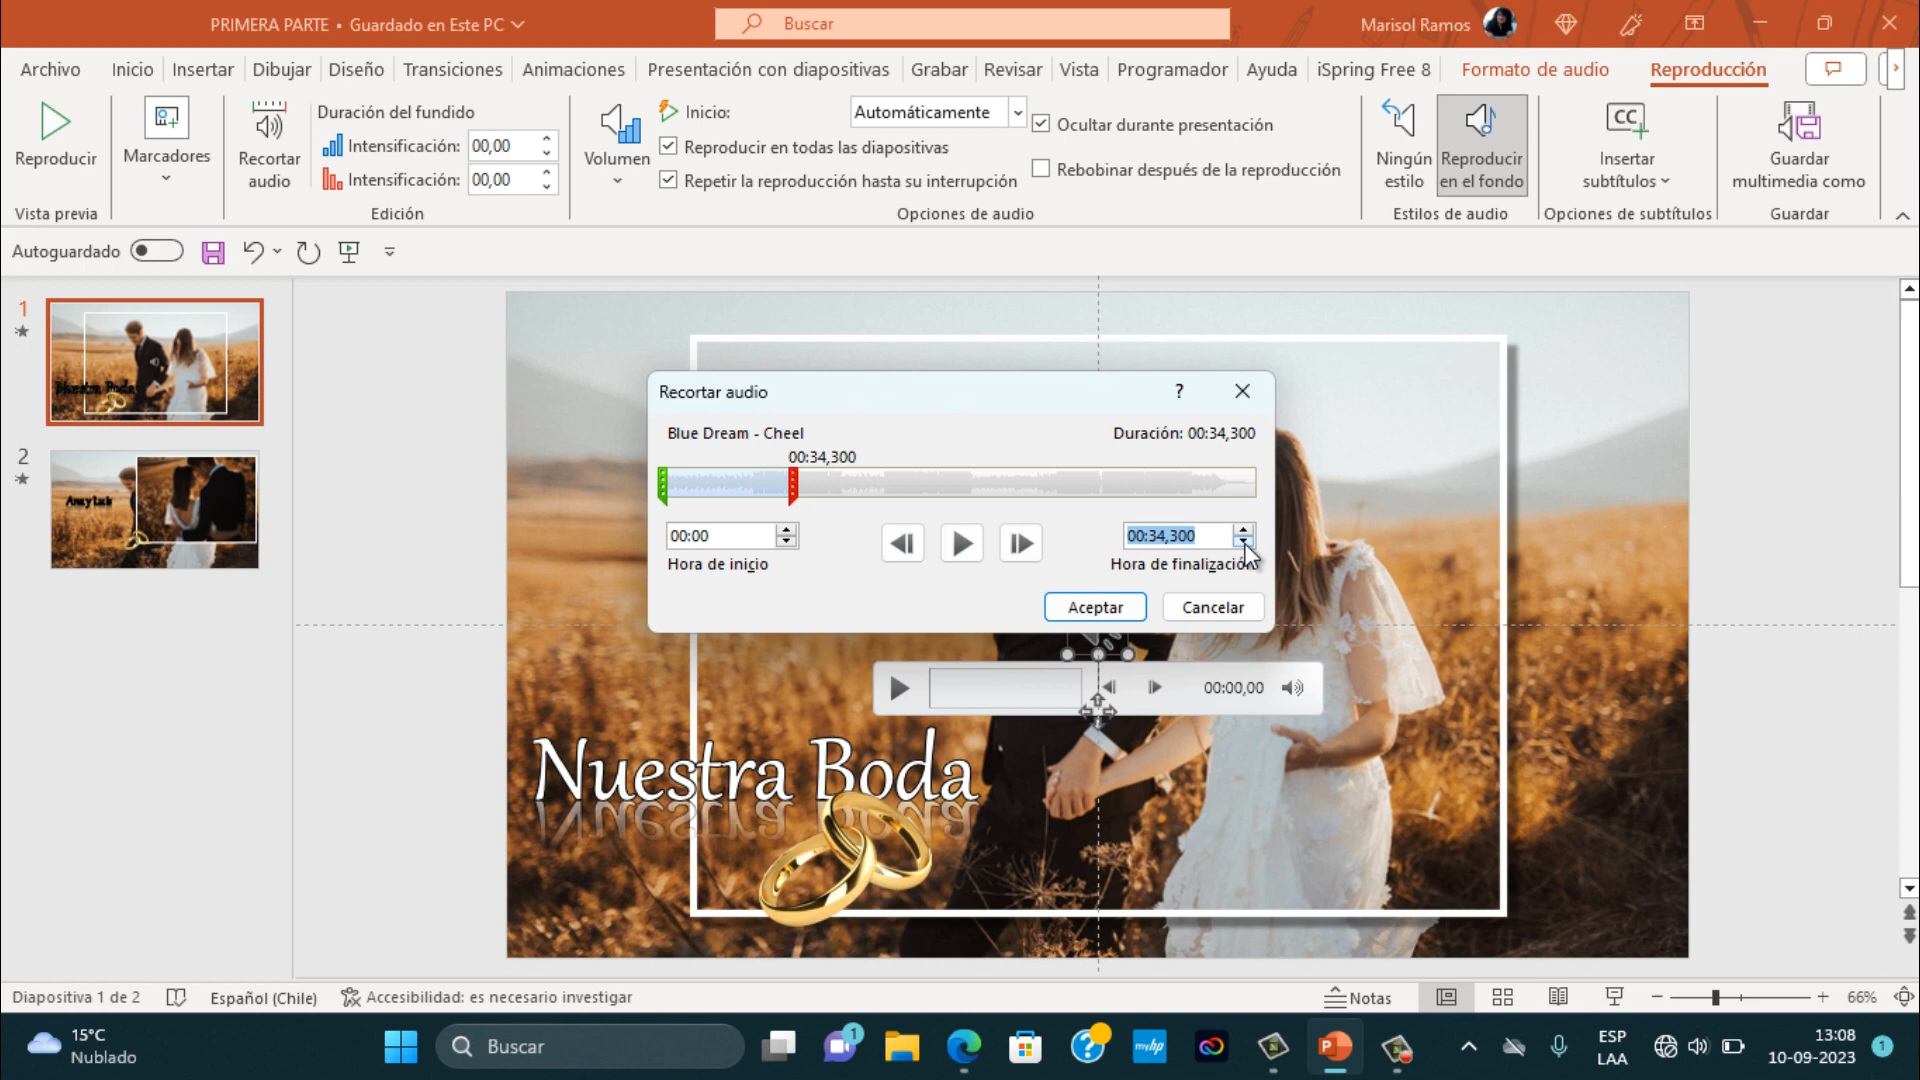 PRIMERA PARTE • Guardado en Este PC
Buscar
Marisol Ramos
Archivo Inicio Insertar Dibujar Diseño Transiciones Animaciones Presentación con diapositivas Grabar Revisar Vista Programador Ayuda iSpring Free 8 Formato de audio Reproducción
Reproducir
Vista previa
Marcadores
Recortar
audio
Duración del fundido
Intensificación: 00,00
Intensificación: 00,00
Edición
Volumen
Inicio: Automáticamente
Reproducir en todas las diapositivas
Repetir la reproducción hasta su interrupción
Ocultar durante presentación
Rebobinar después de la reproducción
Opciones de audio
Ningún
estilo
Reproducir
en el fondo
Estilos de audio
CC
Insertar
subtítulos
Opciones de subtítulos
Guardar
multimedia como
Guardar
Autoguardado
1
Nuestra Boda
2
Recortar audio
?
Blue Dream - Cheel
Duración: 00:34,300
00:34,300
00:00
00:34,300
Hora de inicio
Hora de finalización
Aceptar
Cancelar
00:00,00
Nuestra Boda
Diapositiva 1 de 2
Español (Chile)
Accesibilidad: es necesario investigar
Notas
66%
15°C
Nublado
Buscar
1
myhp
P
ESP
LAA
13:08
10-09-2023
1